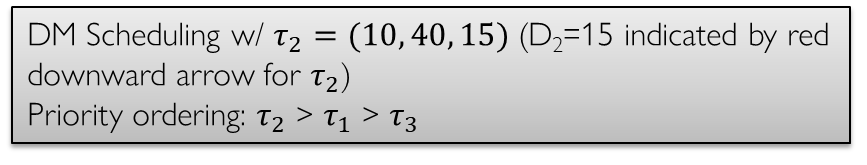 DM Scheduling w/ τ₂ = (10, 40, 15) (D₂=15 indicated by red
downward arrow for τ₂)
Priority ordering: τ₂ > τ₁ > τ₃